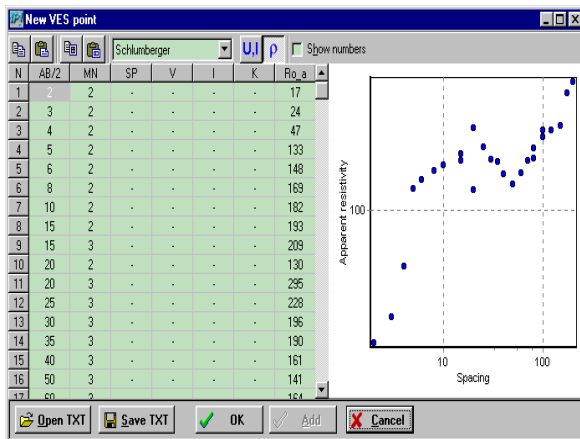 New VES point
Schlumberger U,I ρ Show numbers
N AB/2 MN SP V I K Ro_a
1 2 2 - - - - 17
2 3 2 - - - - 24
3 4 2 - - - - 47
4 5 2 - - - - 133
5 6 2 - - - - 148
6 8 2 - - - - 169
7 10 2 - - - - 182
8 15 2 - - - - 193
9 15 3 - - - - 209
10 20 2 - - - - 130
11 20 3 - - - - 295
12 25 3 - - - - 228
13 30 3 - - - - 196
14 35 3 - - - - 190
15 40 3 - - - - 161
16 50 3 - - - - 141
17 60 3 - - - - 164
Apparent resistivity
100
10 100
Spacing
Open TXT Save TXT OK Add Cancel